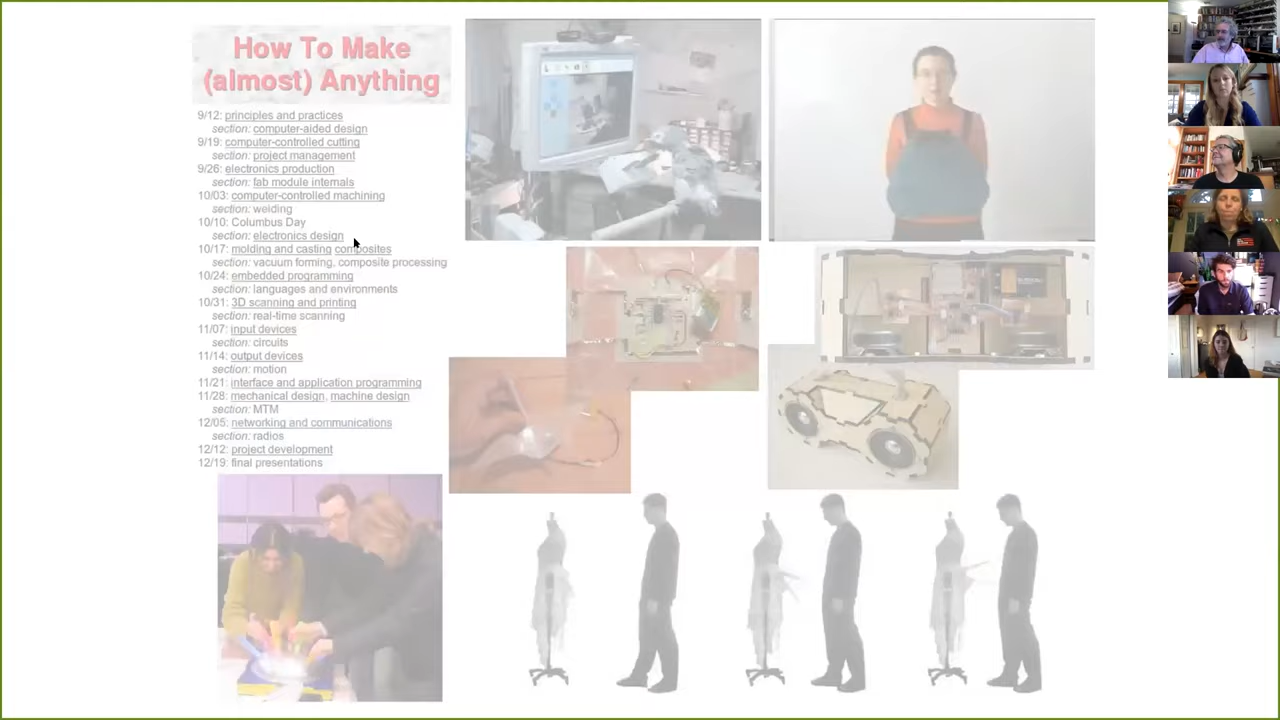 How To Make
(almost) Anything
9/12: principles and practices
section: computer-aided design
9/19: computer-controlled cutting
section: project management
9/26: electronics production
section: fab module internals
10/03: computer-controlled machining
section: welding
10/10: Columbus Day
section: electronics design
10/17: molding and casting composites
section: vacuum forming, composite processing
10/24: embedded programming
section: languages and environments
10/31: 3D scanning and printing
section: real-time scanning
11/07: input devices
section: circuits
11/14: output devices
section: motion
11/21: interface and application programming
11/28: mechanical design, machine design
section: MTM
12/05: networking and communications
section: radios
12/12: project development
12/19: final presentations